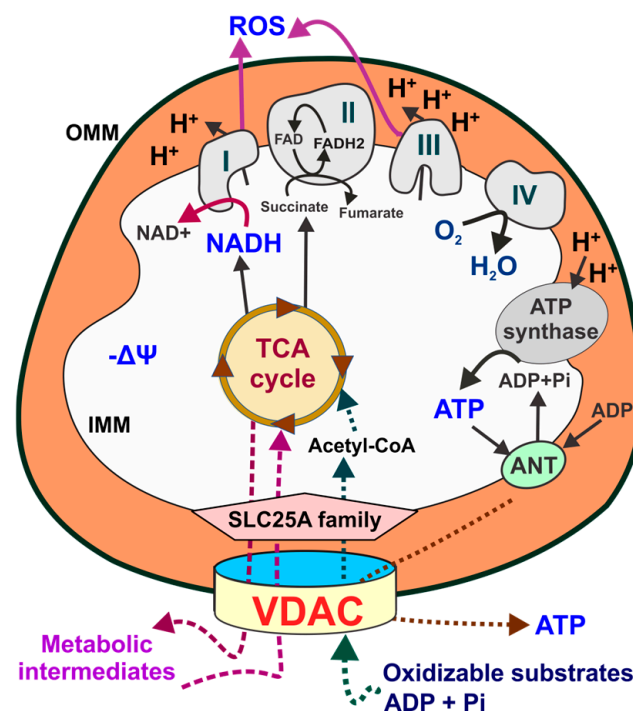 ROS
OMM
H⁺
H⁺
I
II
FAD
FADH2
Succinate
Fumarate
H⁺
H⁺
H⁺
III
IV
NAD+
NADH
O₂
H₂O
H⁺
H⁺
ATP
synthase
-ΔΨ
TCA
cycle
ADP+Pi
ATP
ADP
IMM
Acetyl-CoA
ANT
SLC25A family
VDAC
Metabolic
intermediates
ATP
Oxidizable substrates
ADP + Pi